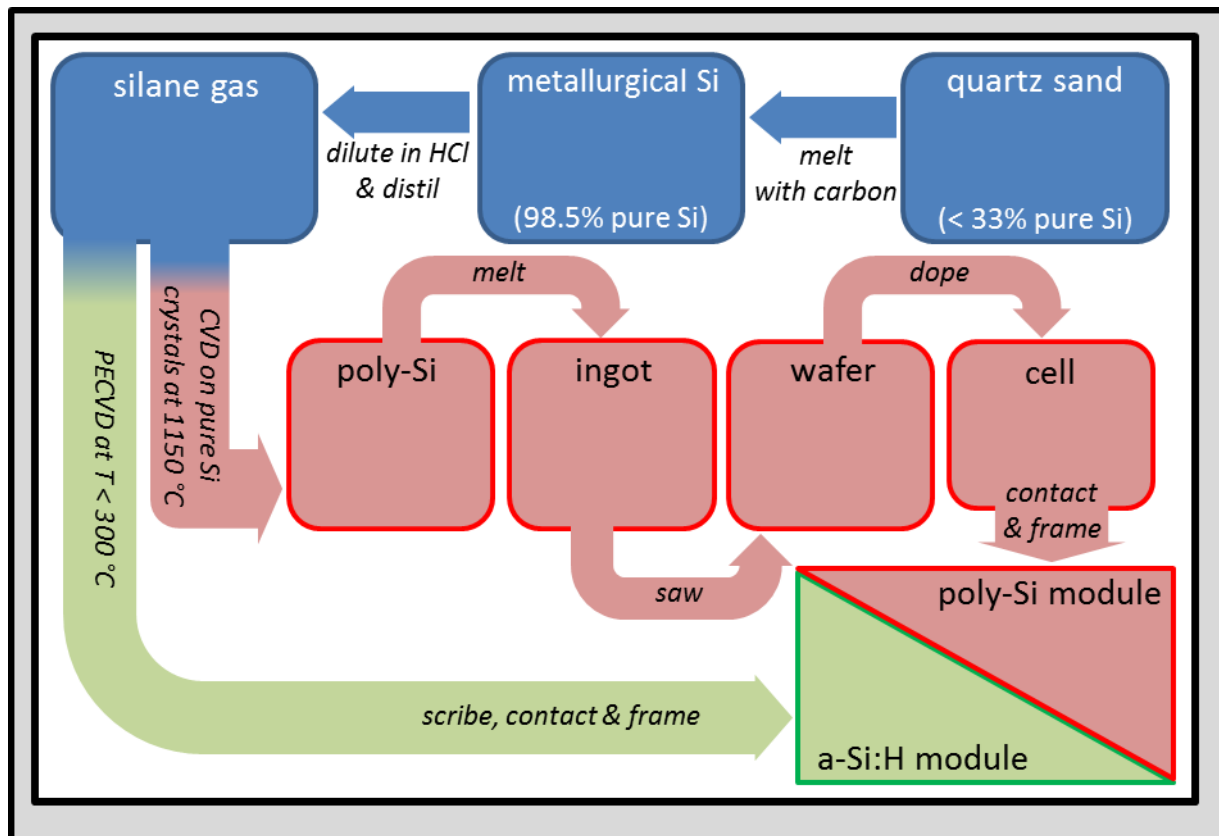 silane gas
metallurgical Si
quartz sand
dilute in HCl
& distil
melt
with carbon
(98.5% pure Si)
(< 33% pure Si)
melt
dope
CVD on pure Si
crystals at 1150 °C
PECVD at T < 300 °C
poly-Si
ingot
wafer
cell
contact
& frame
saw
poly-Si module
scribe, contact & frame
a-Si:H module